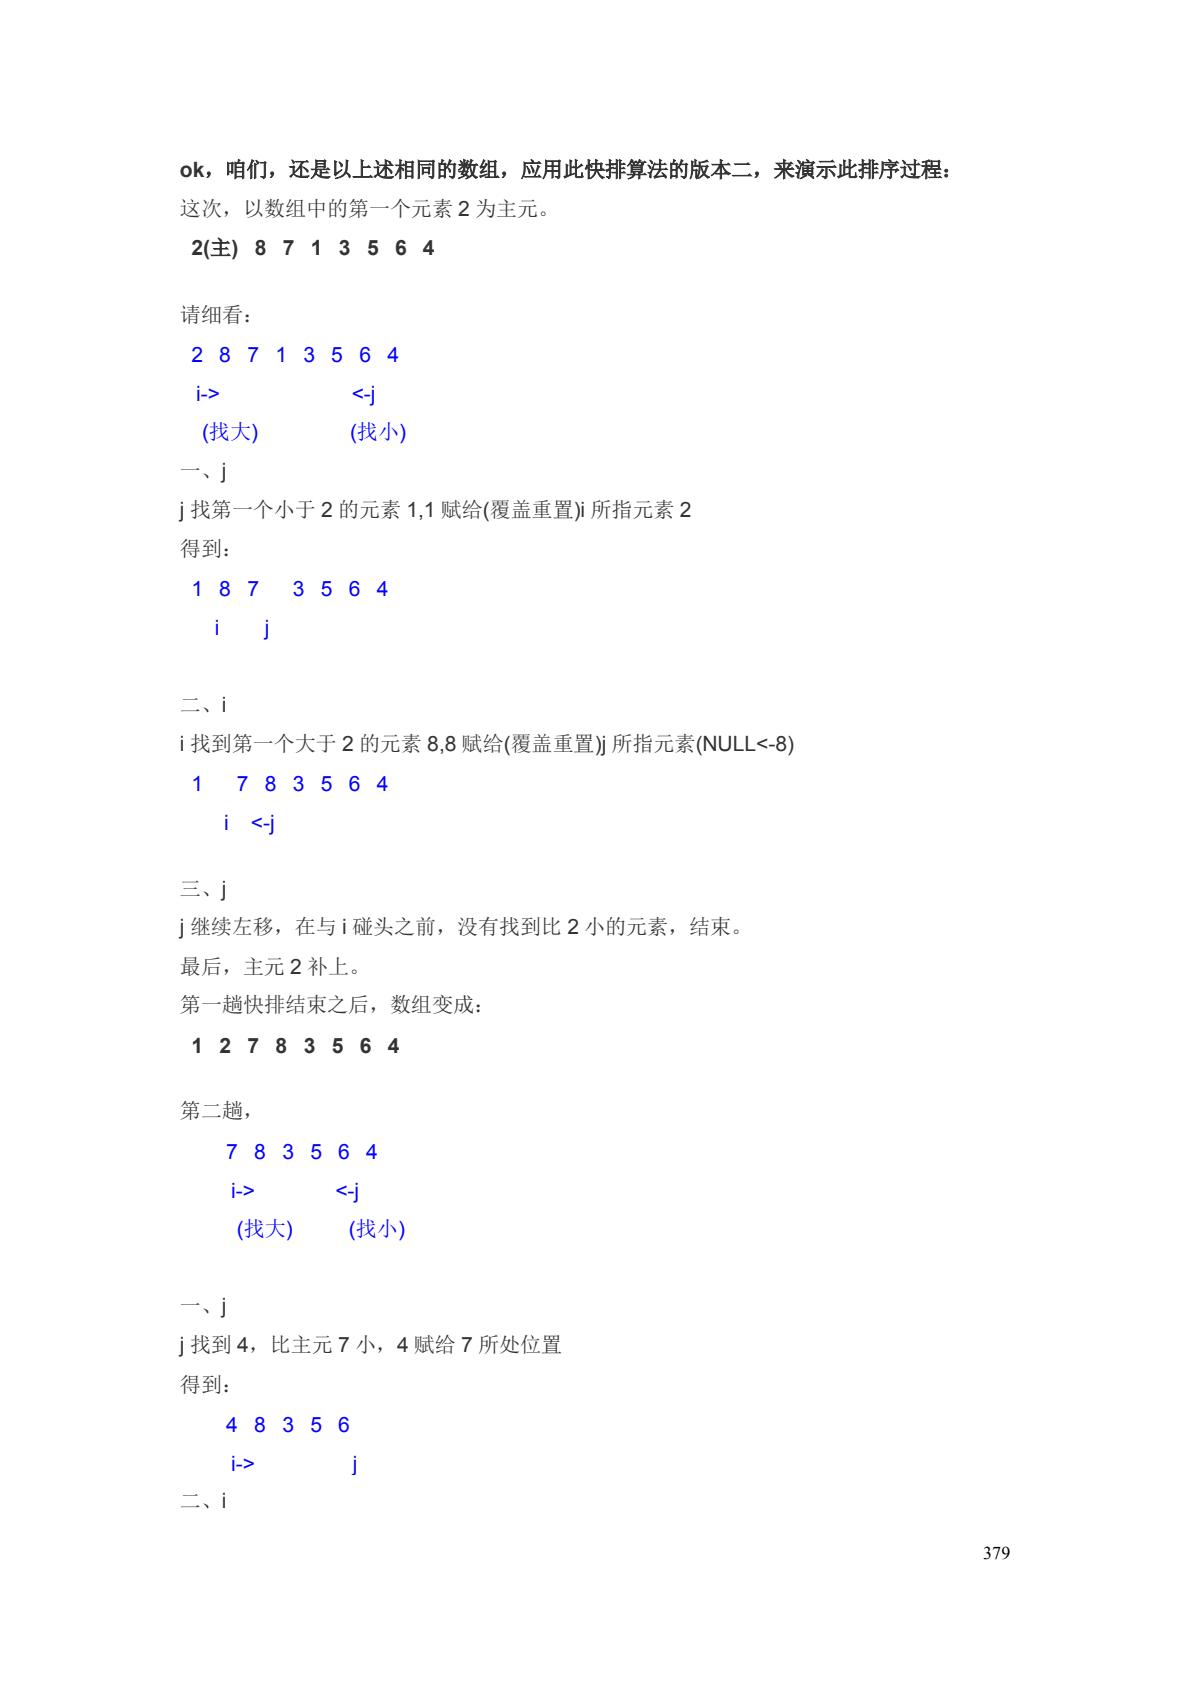 ok，咱们，还是以上述相同的数组，应用此快排算法的版本二，来演示此排序过程：
这次，以数组中的第一个元素 2 为主元。
2(主) 8 7 1 3 5 6 4
请细看：
2 8 7 1 3 5 6 4
i-> <-j
(找大) (找小)
一、j
j 找第一个小于 2 的元素 1,1 赋给(覆盖重置)i 所指元素 2
得到：
1 8 7 3 5 6 4
i j
二、i
i 找到第一个大于 2 的元素 8,8 赋给(覆盖重置)j 所指元素(NULL<-8)
1 7 8 3 5 6 4
i <-j
三、j
j 继续左移，在与 i 碰头之前，没有找到比 2 小的元素，结束。
最后，主元 2 补上。
第一趟快排结束之后，数组变成：
1 2 7 8 3 5 6 4
第二趟，
7 8 3 5 6 4
i-> <-j
(找大) (找小)
一、j
j 找到 4，比主元 7 小，4 赋给 7 所处位置
得到：
4 8 3 5 6
i-> j
二、i
379